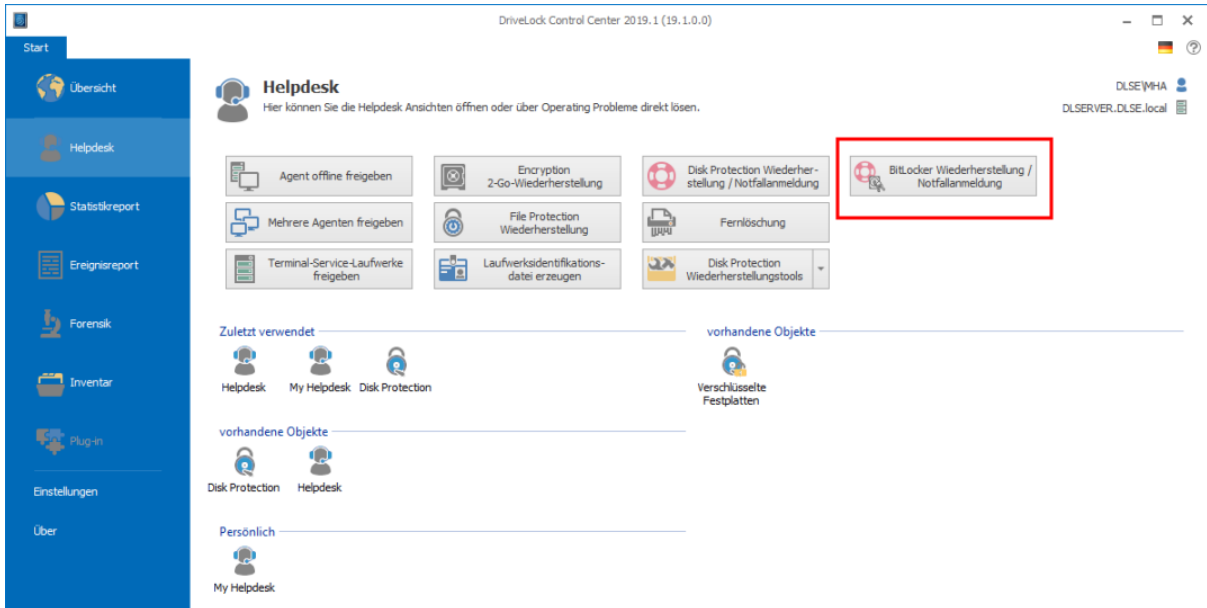 DriveLock Control Center 2019.1 (19.1.0.0)
Start
Übersicht
Helpdesk
Statistikreport
Ereignisreport
Forensik
Inventar
Plug-in
Einstellungen
Über
Helpdesk
Hier können Sie die Helpdesk Ansichten öffnen oder über Operating Probleme direkt lösen.
DLSE\MHA
DLSERVER.DLSE.local
Agent offline freigeben
Encryption
2-Go-Wiederherstellung
Disk Protection Wiederher-
stellung / Notfallanmeldung
BitLocker Wiederherstellung /
Notfallanmeldung
Mehrere Agenten freigeben
File Protection
Wiederherstellung
Fernlöschung
Terminal-Service-Laufwerke
freigeben
Laufwerksidentifikations-
datei erzeugen
Disk Protection
Wiederherstellungstools
Zuletzt verwendet
Helpdesk
My Helpdesk
Disk Protection
vorhandene Objekte
Verschlüsselte
Festplatten
vorhandene Objekte
Disk Protection
Helpdesk
Persönlich
My Helpdesk